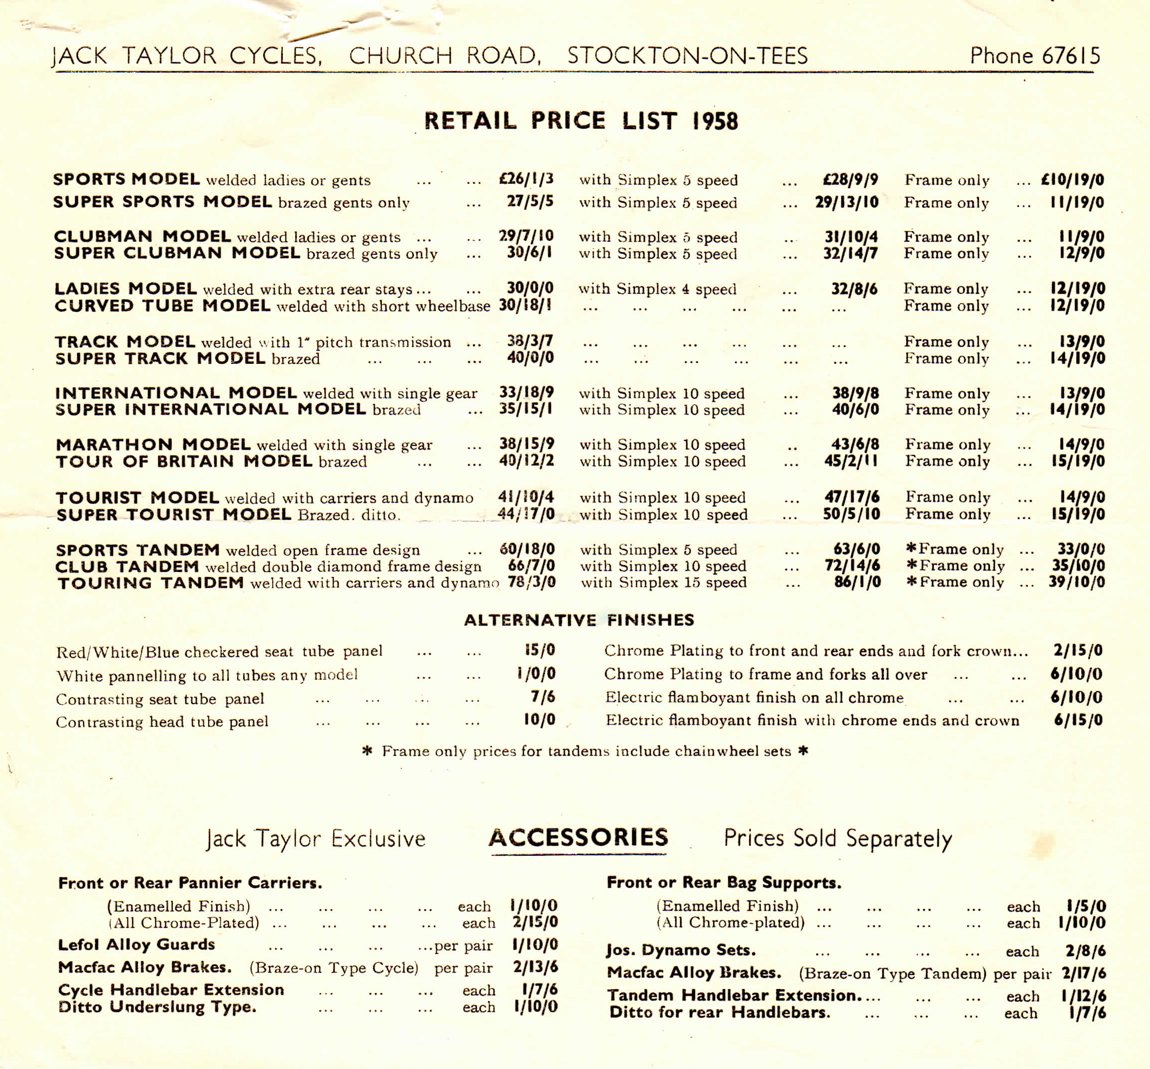 JACK TAYLOR CYCLES, CHURCH ROAD, STOCKTON-ON-TEES Phone 67615
RETAIL PRICE LIST 1958
SPORTS MODEL welded ladies or gents ... ... £26/1/3 with Simplex 5 speed ... £28/9/9 Frame only ... £10/19/0
SUPER SPORTS MODEL brazed gents only ... 27/5/5 with Simplex 5 speed ... 29/13/10 Frame only ... 11/19/0
CLUBMAN MODEL welded ladies or gents ... ... 29/7/10 with Simplex 5 speed ... 31/10/4 Frame only ... 11/9/0
SUPER CLUBMAN MODEL brazed gents only ... 30/6/1 with Simplex 5 speed ... 32/14/7 Frame only ... 12/9/0
LADIES MODEL welded with extra rear stays ... ... 30/0/0 with Simplex 4 speed ... 32/8/6 Frame only ... 12/19/0
CURVED TUBE MODEL welded with short wheelbase 30/18/1 ... ... ... ... ... ... Frame only ... 12/19/0
TRACK MODEL welded with 1" pitch transmission ... 38/3/7 ... ... ... ... ... ... Frame only ... 13/9/0
SUPER TRACK MODEL brazed ... ... ... 40/0/0 ... ... ... ... ... ... Frame only ... 14/19/0
INTERNATIONAL MODEL welded with single gear 33/18/9 with Simplex 10 speed ... 38/9/8 Frame only ... 13/9/0
SUPER INTERNATIONAL MODEL brazed ... 35/15/1 with Simplex 10 speed ... 40/6/0 Frame only ... 14/19/0
MARATHON MODEL welded with single gear ... 38/15/9 with Simplex 10 speed .. 43/6/8 Frame only ... 14/9/0
TOUR OF BRITAIN MODEL brazed ... ... 40/12/2 with Simplex 10 speed ... 45/2/11 Frame only ... 15/19/0
TOURIST MODEL welded with carriers and dynamo 41/10/4 with Simplex 10 speed ... 47/17/6 Frame only ... 14/9/0
SUPER TOURIST MODEL Brazed. ditto. ... ... 44/17/0 with Simplex 10 speed ... 50/5/10 Frame only ... 15/19/0
SPORTS TANDEM welded open frame design ... 60/18/0 with Simplex 5 speed ... 63/6/0 *Frame only ... 33/0/0
CLUB TANDEM welded double diamond frame design 66/7/0 with Simplex 10 speed ... 72/14/6 *Frame only ... 35/10/0
TOURING TANDEM welded with carriers and dynamo 78/3/0 with Simplex 15 speed ... 86/1/0 *Frame only ... 39/10/0
ALTERNATIVE FINISHES
Red/White/Blue checkered seat tube panel ... ... 15/0 Chrome Plating to front and rear ends and fork crown... 2/15/0
White pannelling to all tubes any model ... ... 1/0/0 Chrome Plating to frame and forks all over ... ... 6/10/0
Contrasting seat tube panel ... ... ... ... 7/6 Electric flamboyant finish on all chrome ... ... 6/10/0
Contrasting head tube panel ... ... ... ... 10/0 Electric flamboyant finish with chrome ends and crown 6/15/0
* Frame only prices for tandems include chainwheel sets *
Jack Taylor Exclusive ACCESSORIES Prices Sold Separately
Front or Rear Pannier Carriers. Front or Rear Bag Supports.
(Enamelled Finish) ... ... ... ... each 1/10/0 (Enamelled Finish) ... ... ... ... each 1/5/0
(All Chrome-Plated) ... ... ... ... each 2/15/0 (All Chrome-plated) ... ... ... ... each 1/10/0
Lefol Alloy Guards ... ... ... ...per pair 1/10/0 Jos. Dynamo Sets. ... ... ... ... each 2/8/6
Macfac Alloy Brakes. (Braze-on Type Cycle) per pair 2/13/6 Macfac Alloy Brakes. (Braze-on Type Tandem) per pair 2/17/6
Cycle Handlebar Extension ... ... ... each 1/7/6 Tandem Handlebar Extension.... ... ... each 1/12/6
Ditto Underslung Type. ... ... ... each 1/10/0 Ditto for rear Handlebars. ... ... ... each 1/7/6